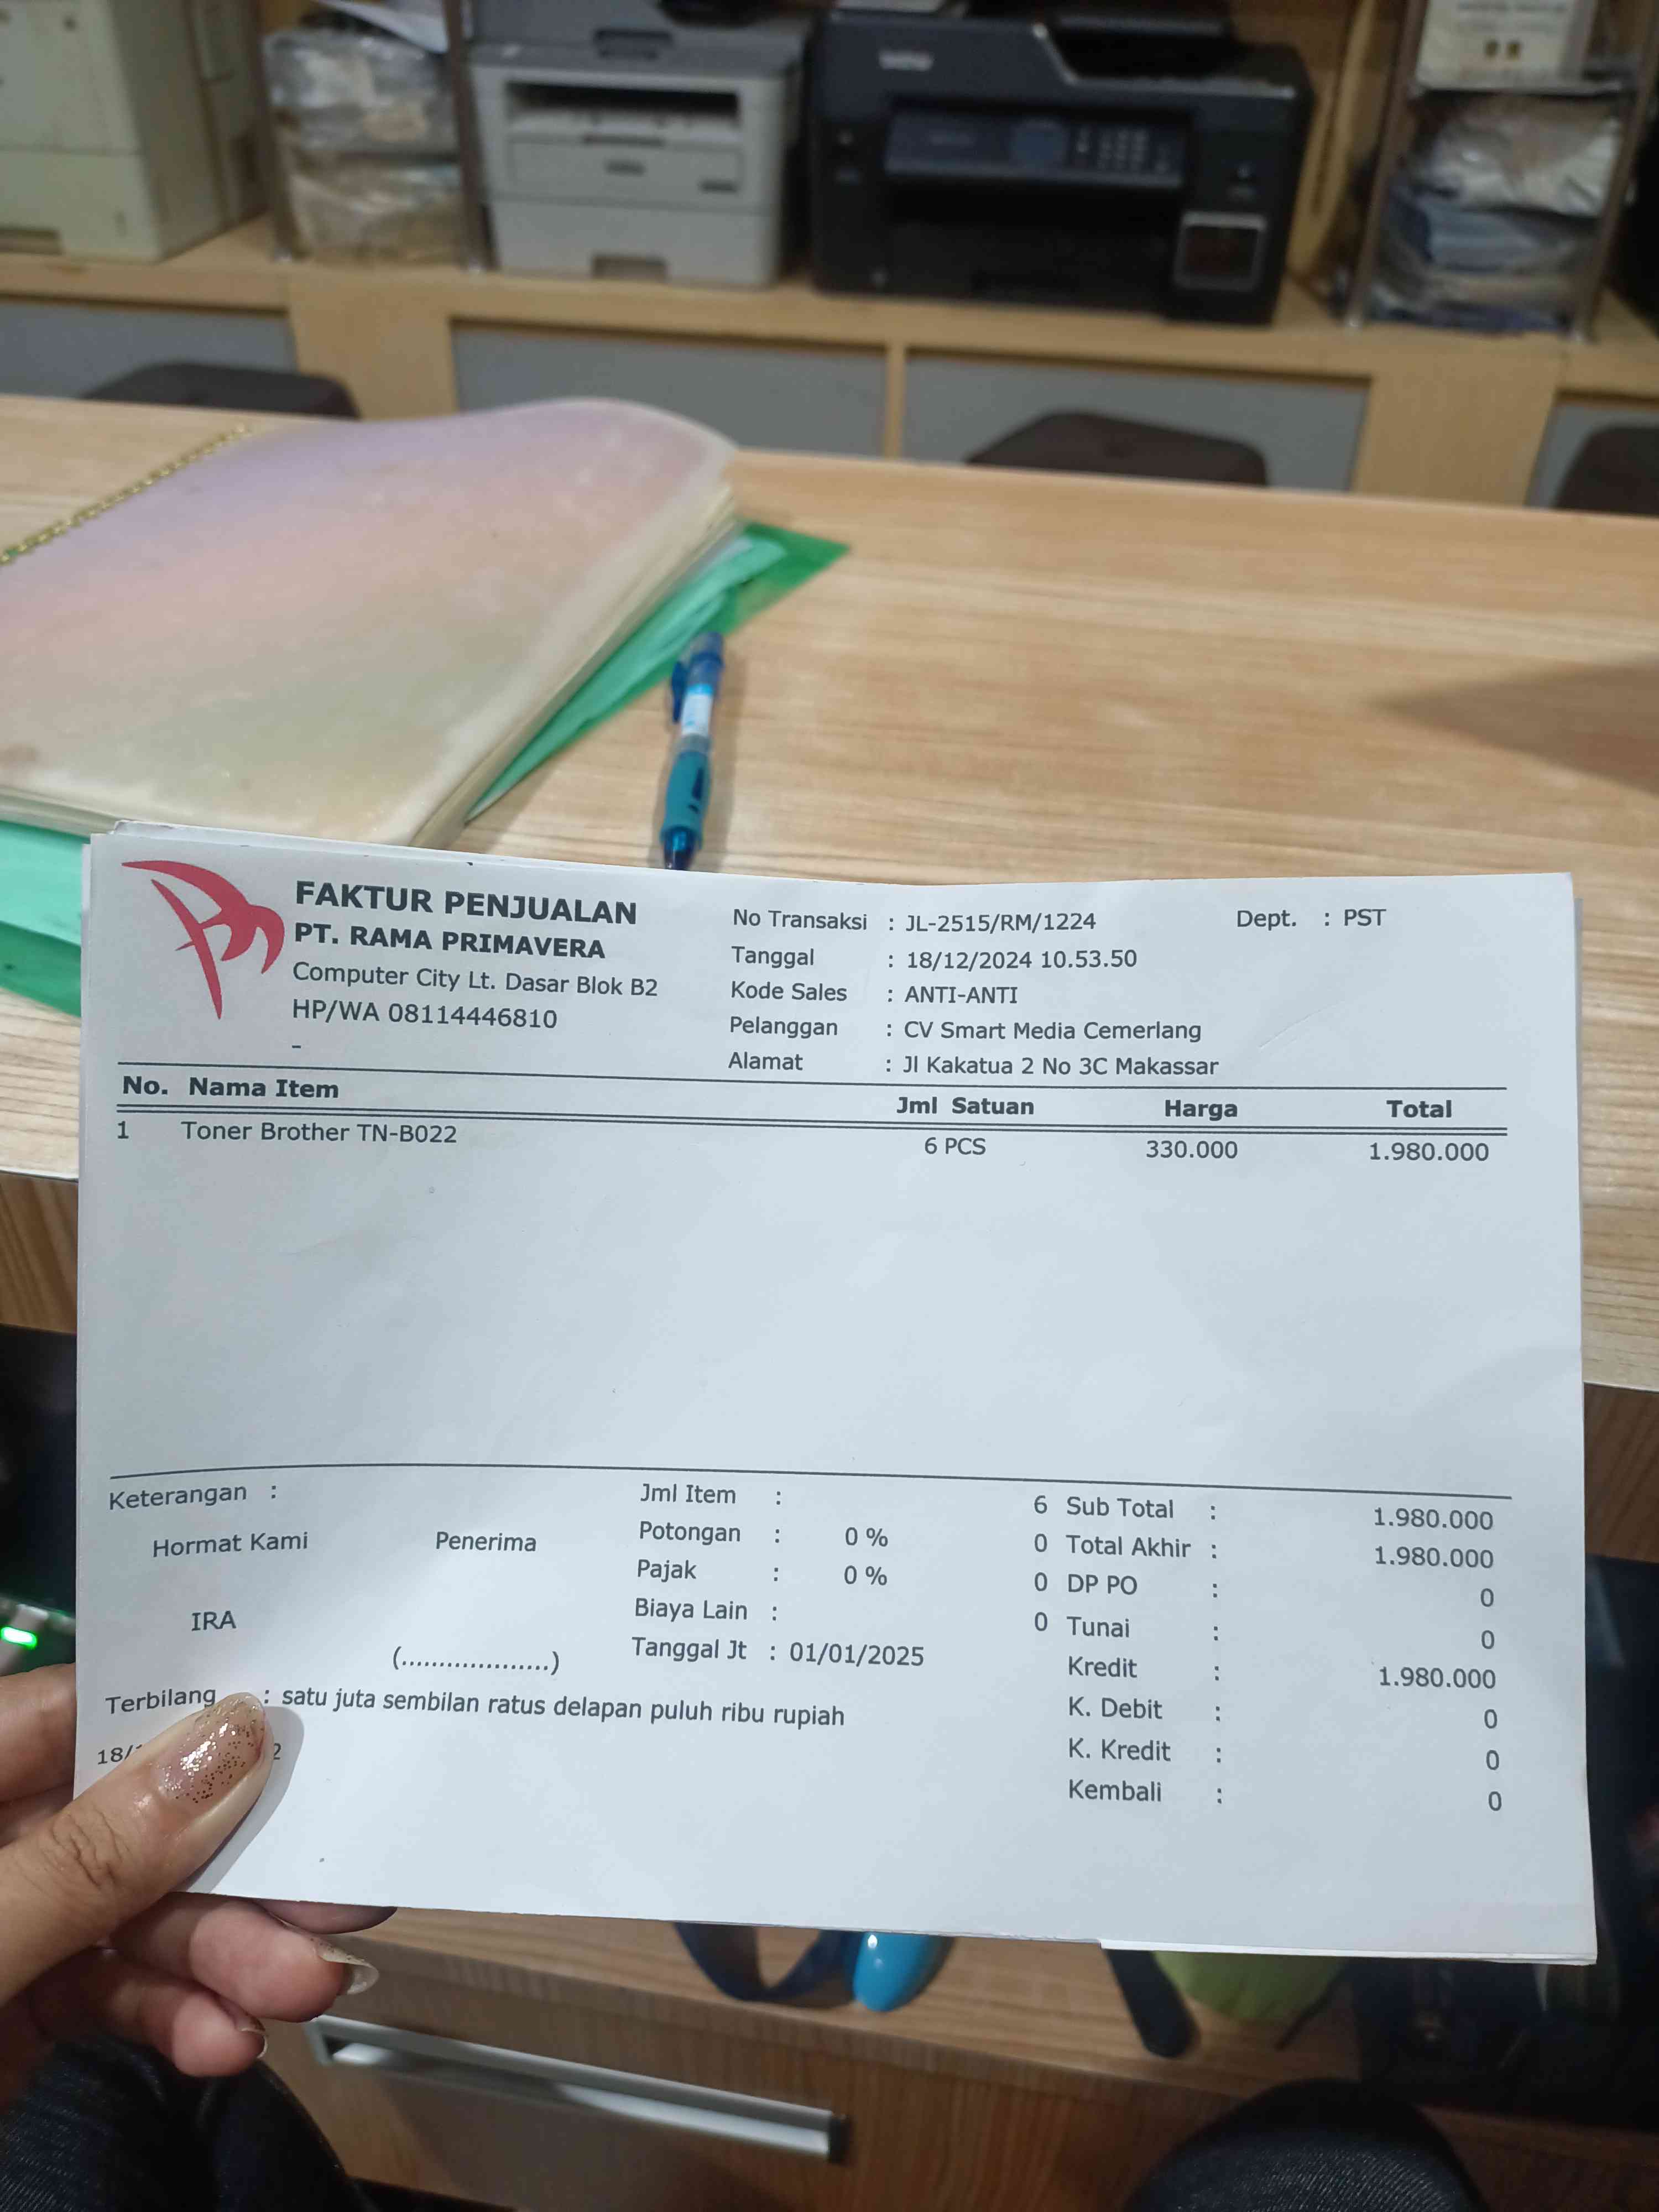 FAKTUR PENJUALAN
PT. RAMA PRIMAVERA
Computer City Lt. Dasar Blok B2
HP/WA 08114446810
-
No Transaksi : JL-2515/RM/1224 Dept. : PST
Tanggal : 18/12/2024 10.53.50
Kode Sales : ANTI-ANTI
Pelanggan : CV Smart Media Cemerlang
Alamat : Jl Kakatua 2 No 3C Makassar
No. Nama Item Jml Satuan Harga Total
1 Toner Brother TN-B022 6 PCS 330.000 1.980.000
Keterangan :
Hormat Kami Penerima
IRA
(....................)
Jml Item : 6
Potongan : 0 % 0
Pajak : 0 % 0
Biaya Lain : 0
Tanggal Jt : 01/01/2025
Sub Total : 1.980.000
Total Akhir : 1.980.000
DP PO : 0
Tunai : 0
Kredit : 1.980.000
K. Debit : 0
K. Kredit : 0
Kembali : 0
Terbilang : satu juta sembilan ratus delapan puluh ribu rupiah